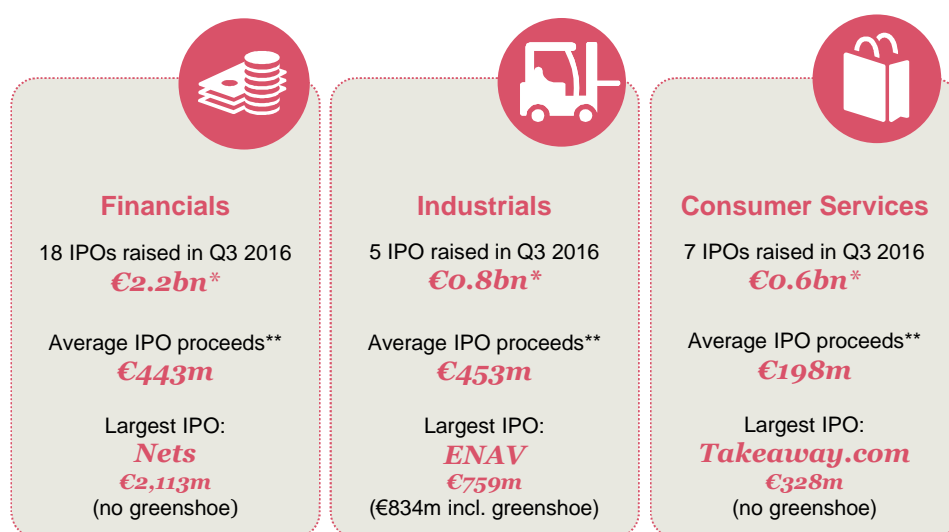 Financials
18 IPOs raised in Q3 2016
€2.2bn*
Average IPO proceeds**
€443m
Largest IPO:
Nets
€2,113m
(no greenshoe)
Industrials
5 IPO raised in Q3 2016
€0.8bn*
Average IPO proceeds**
€453m
Largest IPO:
ENAV
€759m
(€834m incl. greenshoe)
Consumer Services
7 IPOs raised in Q3 2016
€0.6bn*
Average IPO proceeds**
€198m
Largest IPO:
Takeaway.com
€328m
(no greenshoe)